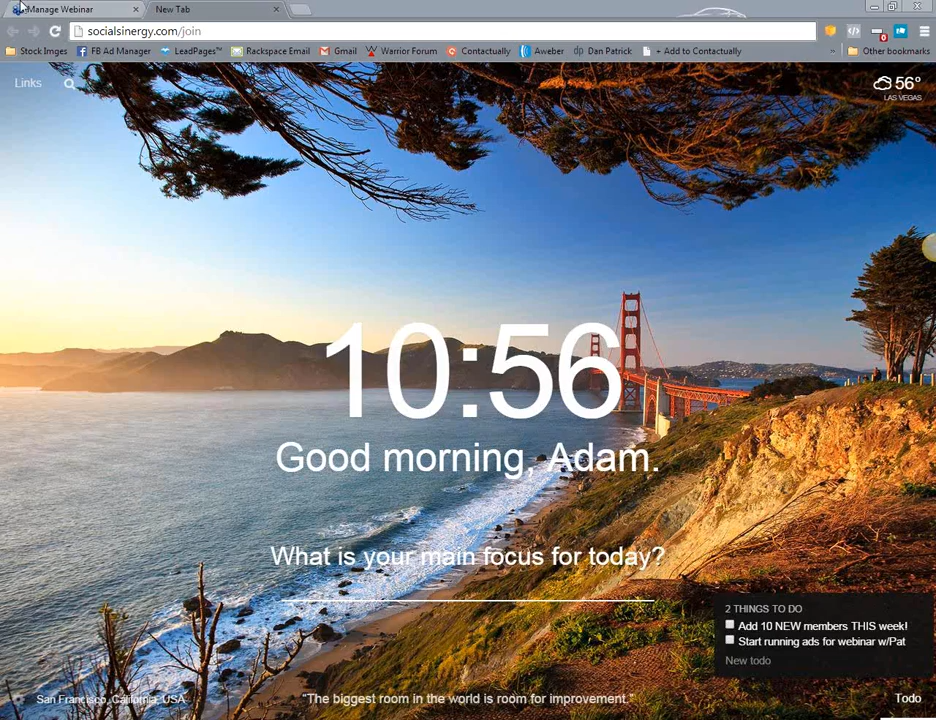 Manage Webinar
New Tab
socialsinergy.com/join
Stock Imges
FB Ad Manager
LeadPages™
Rackspace Email
Gmail
Warrior Forum
Contactually
Aweber
dp Dan Patrick
+ Add to Contactually
»
Other bookmarks
0
Links
56°
LAS VEGAS
10:56
Good morning, Adam.
What is your main focus for today?
2 THINGS TO DO
Add 10 NEW members THIS week!
Start running ads for webinar w/Pat
New todo
San Francisco, California, USA
"The biggest room in the world is room for improvement."
Todo